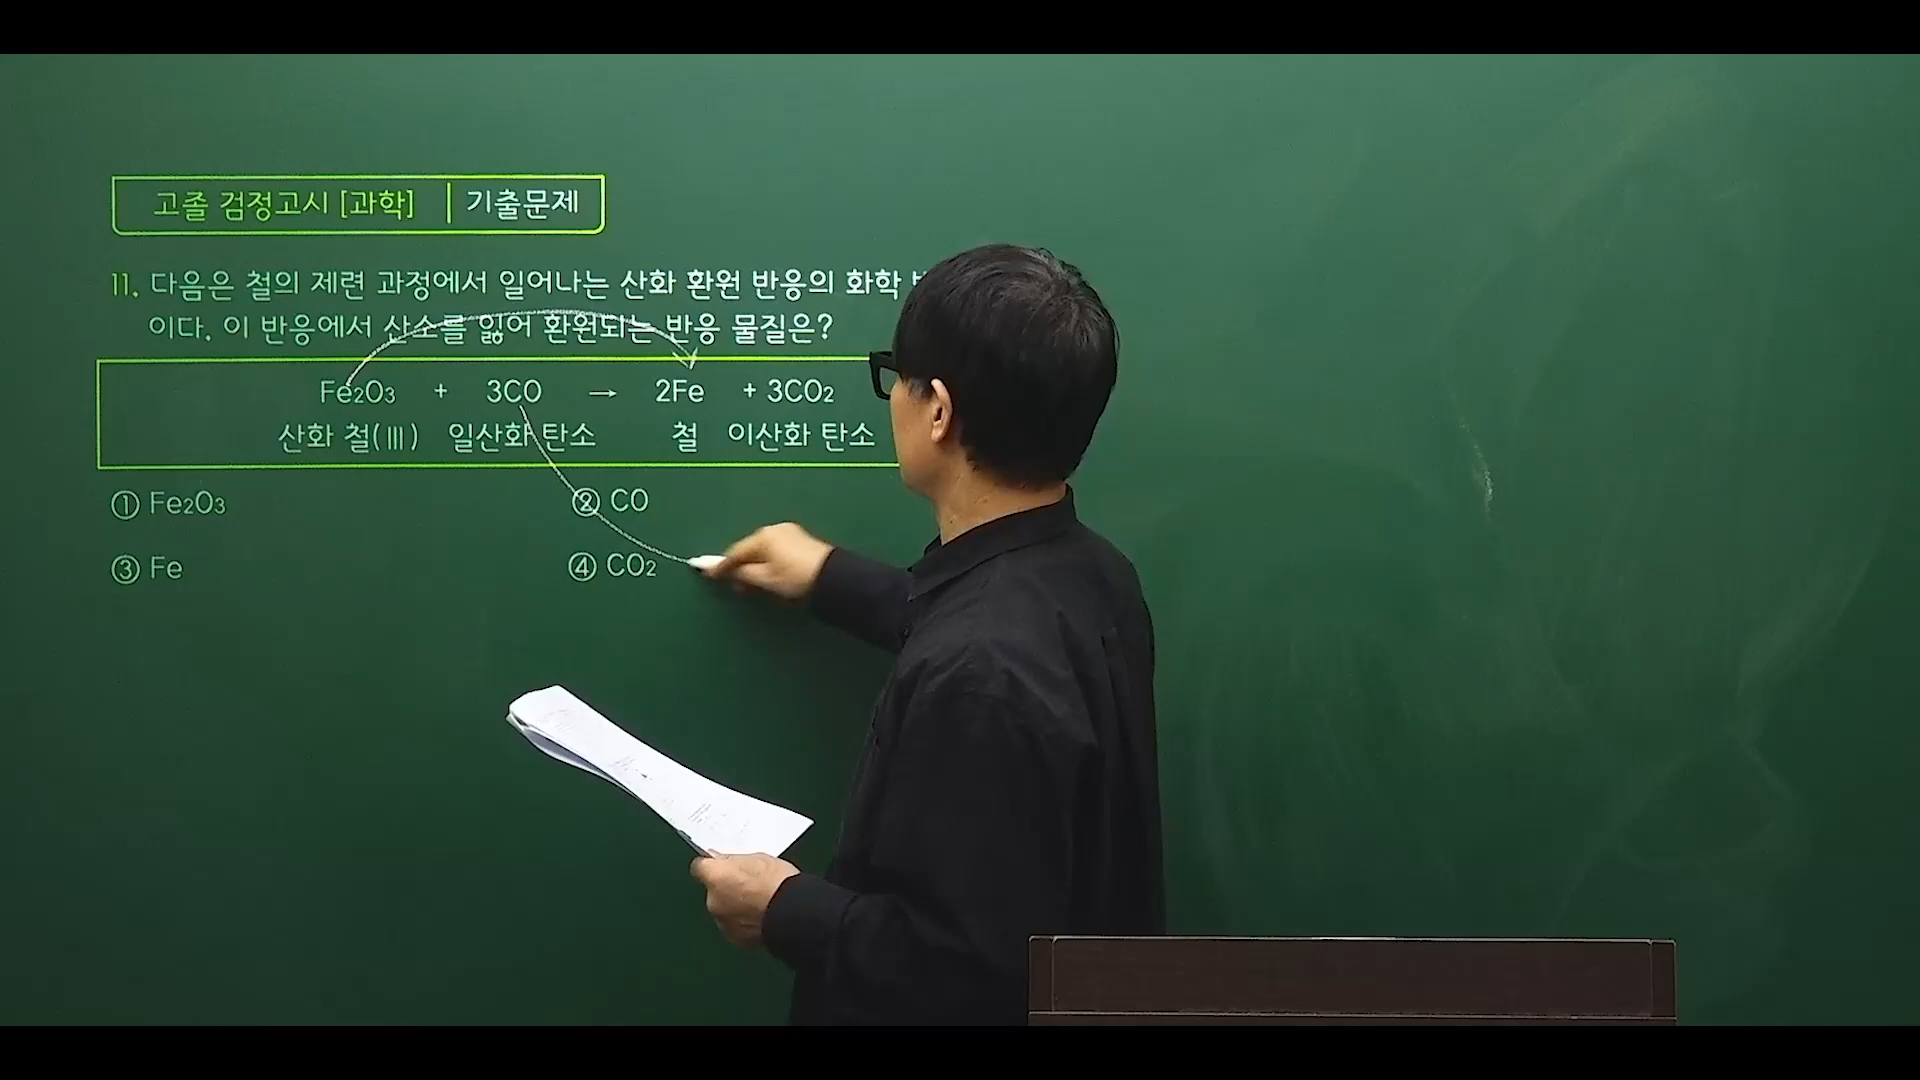 고졸 검정고시 [과학] 기출문제
11. 다음은 철의 제련 과정에서 일어나는 산화 환원 반응의 화학
이다. 이 반응에서 산소를 잃어 환원되는 반응 물질은?
Fe₂O₃ + 3CO → 2Fe + 3CO₂
산화 철(Ⅲ) 일산화 탄소 철 이산화 탄소
① Fe₂O₃ ② CO
③ Fe ④ CO₂